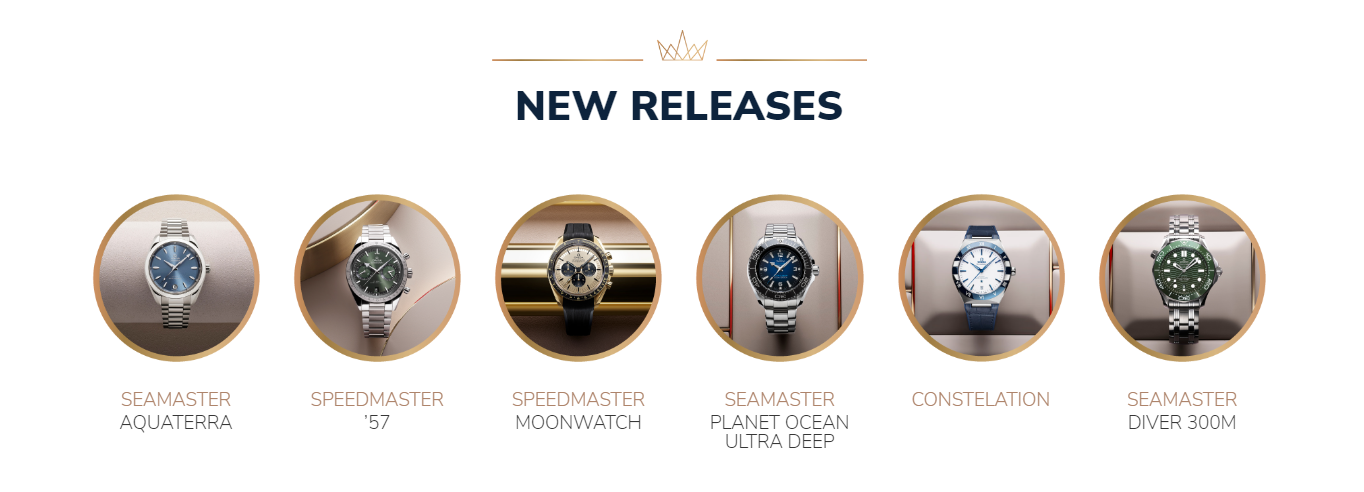 NEW RELEASES
SEAMASTER
AQUATERRA
SPEEDMASTER
'57
SPEEDMASTER
MOONWATCH
SEAMASTER
PLANET OCEAN
ULTRA DEEP
CONSTELATION
SEAMASTER
DIVER 300M